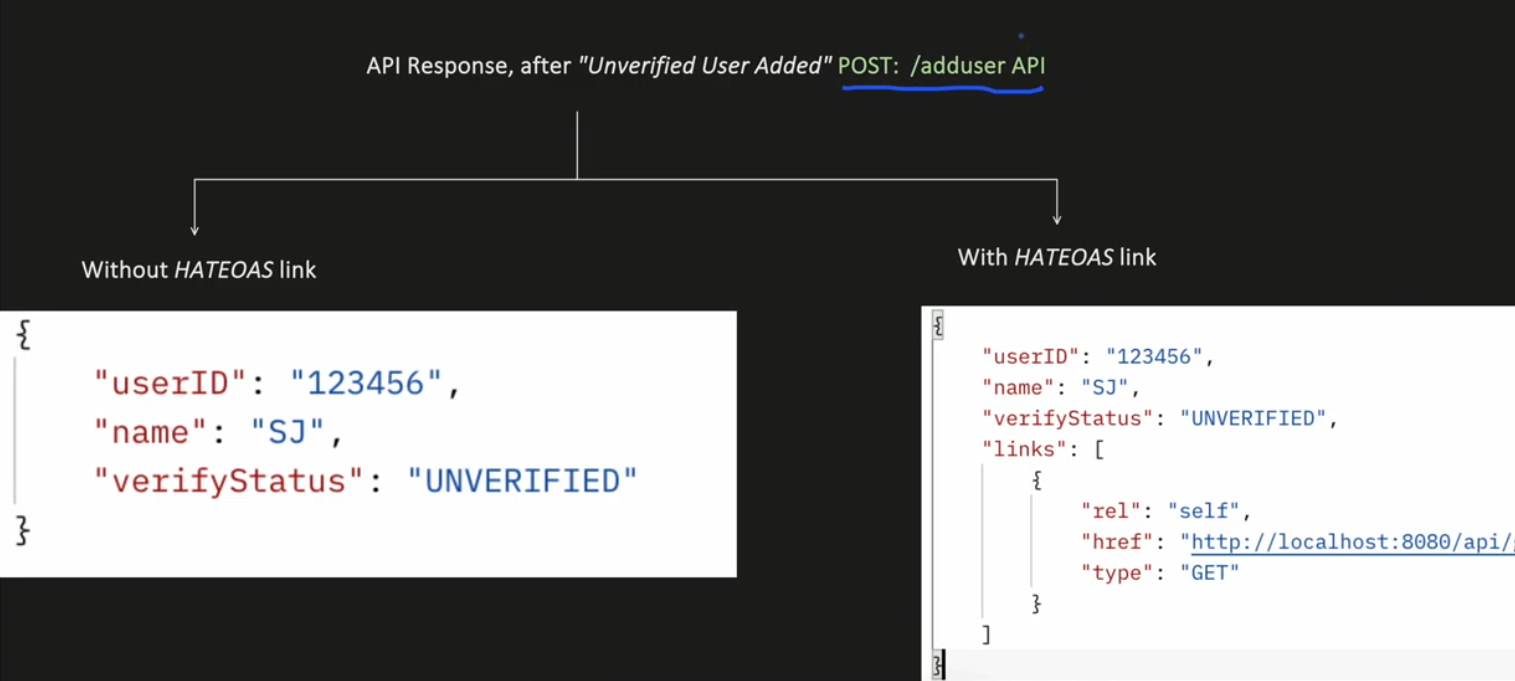 API Response, after "Unverified User Added" POST: /adduser API
Without HATEOAS link
{
"userID": "123456",
"name": "SJ",
"verifyStatus": "UNVERIFIED"
}
With HATEOAS link
{
"userID": "123456",
"name": "SJ",
"verifyStatus": "UNVERIFIED",
"links": [
{
"rel": "self",
"href": "http://localhost:8080/api/
"type": "GET"
}
]
}